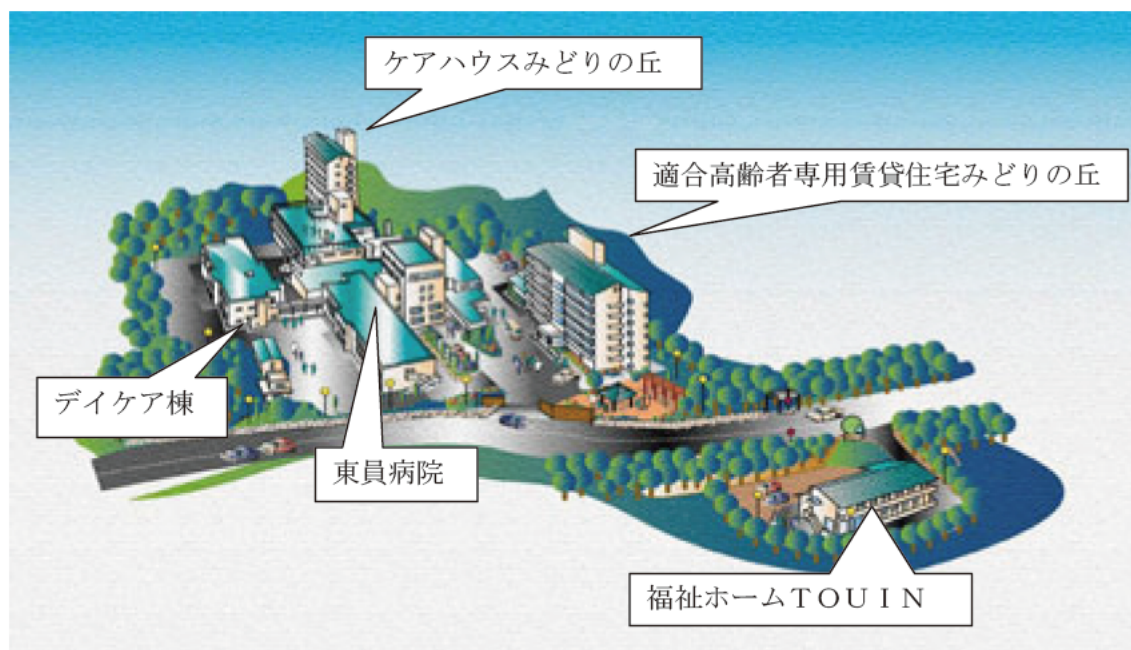 ケアハウスみどりの丘
適合高齢者専用賃貸住宅みどりの丘
デイケア棟
東員病院
福祉ホームＴＯＵＩＮ